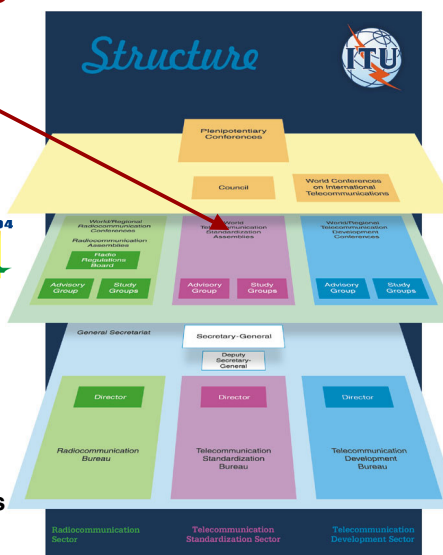 Structure
ITU
Plenipotentiary
Conferences
Council
World Conferences
on International
Telecommunications
04
World/Regional
Radiocommunication
Conferences
Radiocommunication
Assemblies
Radio
Regulations
Board
Advisory
Group
Study
Groups
World
Telecommunication
Standardization
Assemblies
Advisory
Group
Study
Groups
World/Regional
Telecommunication
Development
Conferences
Advisory
Group
Study
Groups
General Secretariat
Secretary-General
Deputy
Secretary-
General
Director
Radiocommunication
Bureau
Director
Telecommunication
Standardization
Bureau
Director
Telecommunication
Development
Bureau
s
Radiocommunication
Sector
Telecommunication
Standardization Sector
Telecommunication
Development Sector